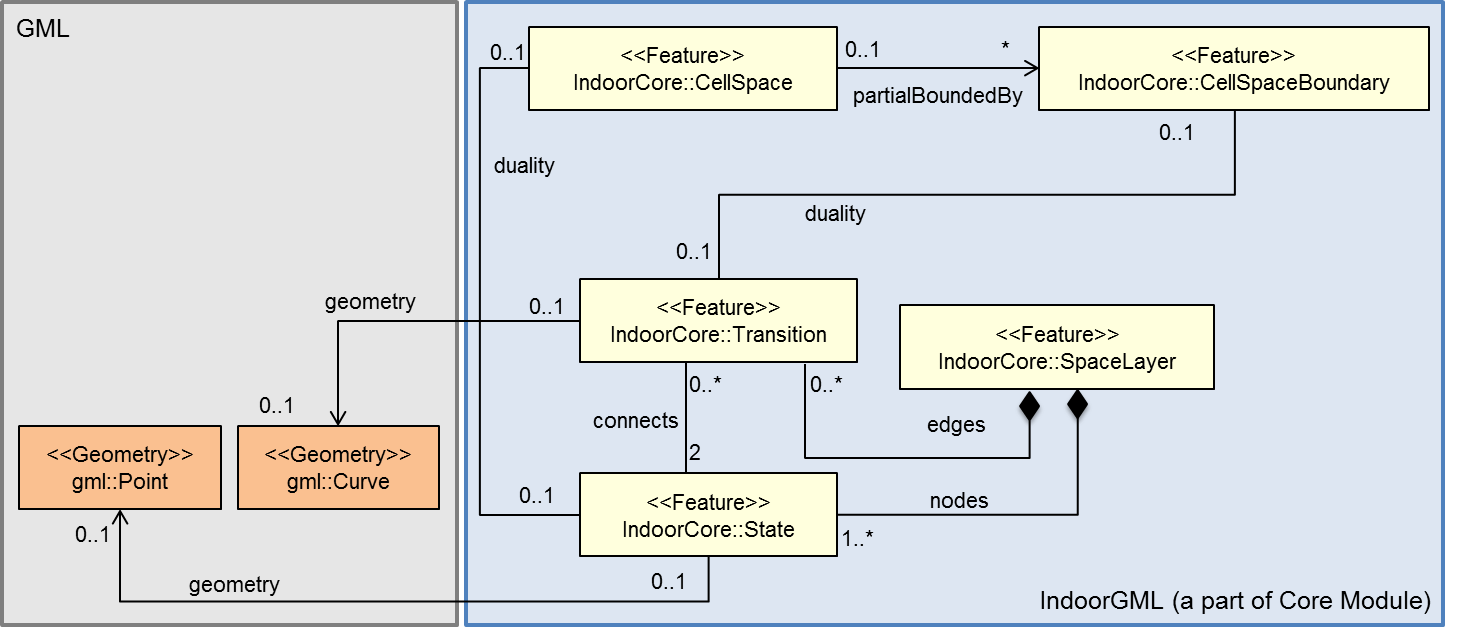 GML
0..1
<<Feature>>
IndoorCore::CellSpace
0..1
*
partialBoundedBy
<<Feature>>
IndoorCore::CellSpaceBoundary
0..1
duality
duality
0..1
geometry
0..1
<<Feature>>
IndoorCore::Transition
<<Feature>>
IndoorCore::SpaceLayer
0..1
0..*
0..*
connects
edges
2
<<Geometry>>
gml::Point
<<Geometry>>
gml::Curve
0..1
<<Feature>>
IndoorCore::State
nodes
1..*
0..1
geometry
0..1
IndoorGML (a part of Core Module)